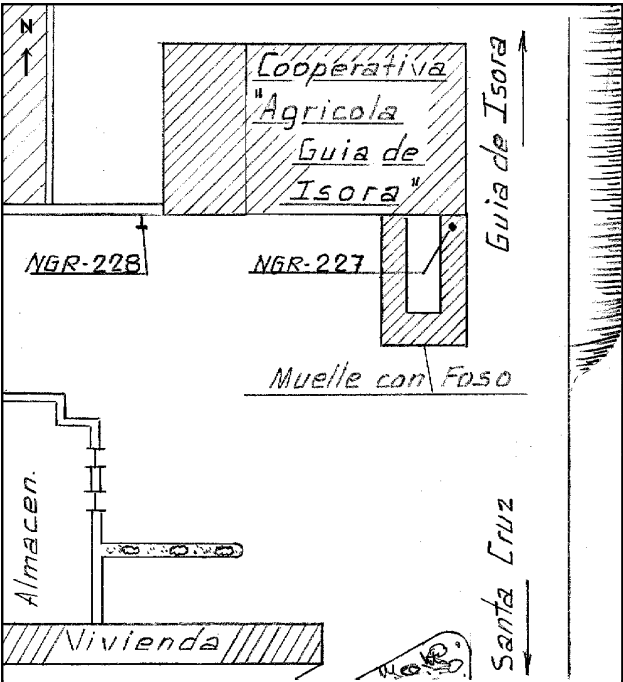 N
Cooperativa
"Agricola
Guia de
Isora"
Guia de Isora
NGR-228
NGR-227
Muelle con Foso
Almacen.
Santa Cruz
Vivienda